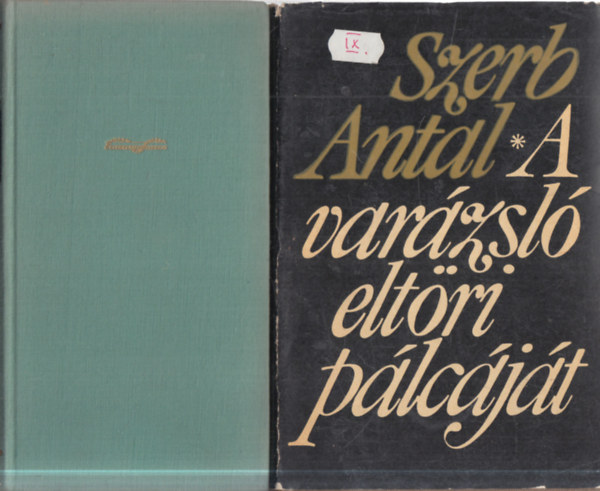 IX.
Szerb
Antal * A
varázsló
eltöri
pálcáját